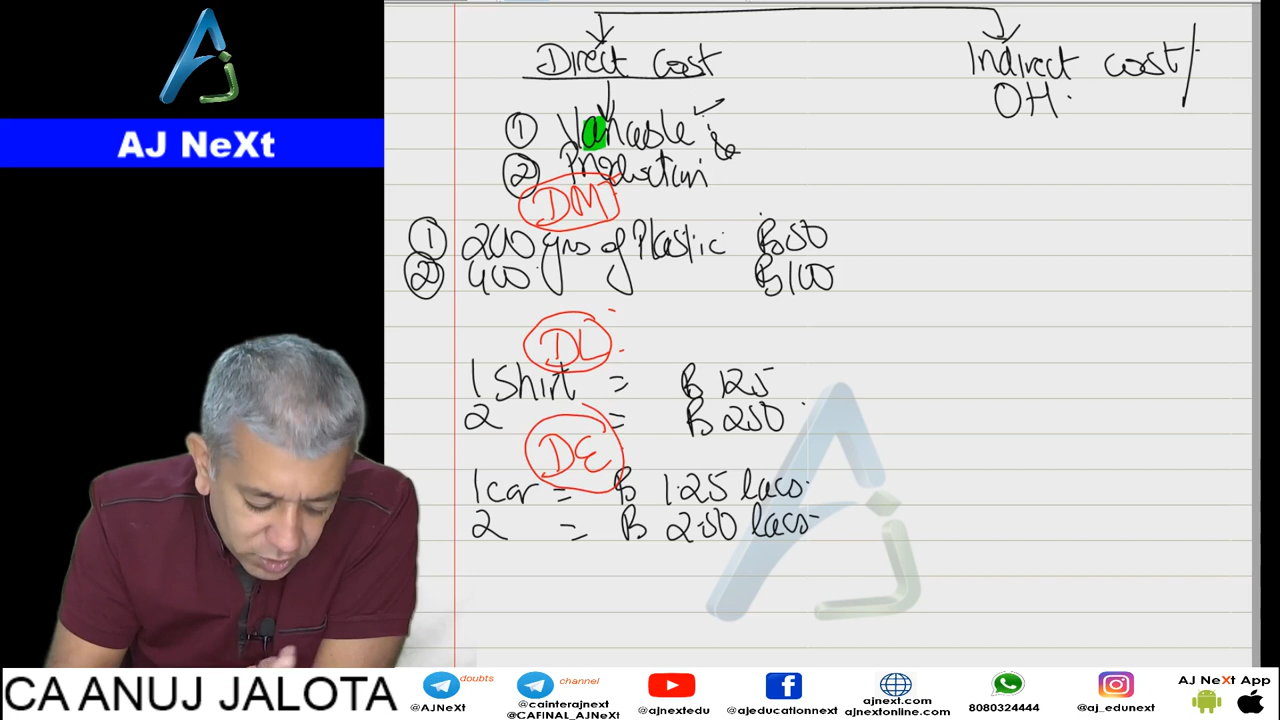 AJ NeXt
Direct Cost
Indirect cost/
OH.
① Variable &
② Production
DM
① 200 gms of Plastic Rs 50
② 400 Rs 100
DL
1 Shirt = Rs 125
2 = Rs 250
DE
1 car = Rs 1.25 lacs
2 = Rs 2.50 lacs
CA ANUJ JALOTA
doubts
@AJNeXt
channel
@cainterajnext
@CAFINAL_AJNeXt
@ajnextedu
@ajeducationnext
ajnext.com
ajnextonline.com
8080324444
@aj_edunext
AJ NeXt App